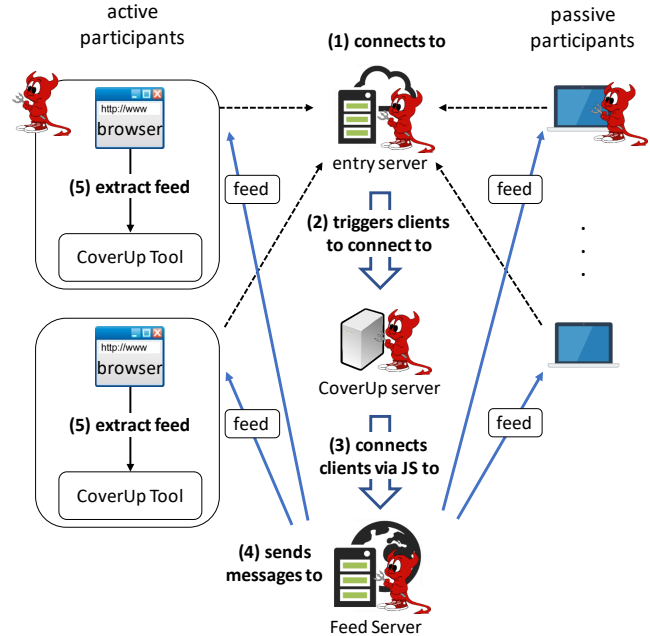 active
participants
(1) connects to
passive
participants
http://www
browser
(5) extract feed
CoverUp Tool
entry server
feed
feed
(2) triggers clients
to connect to
.
.
.
http://www
browser
(5) extract feed
CoverUp Tool
CoverUp server
feed
feed
(3) connects
clients via JS to
(4) sends
messages to
Feed Server